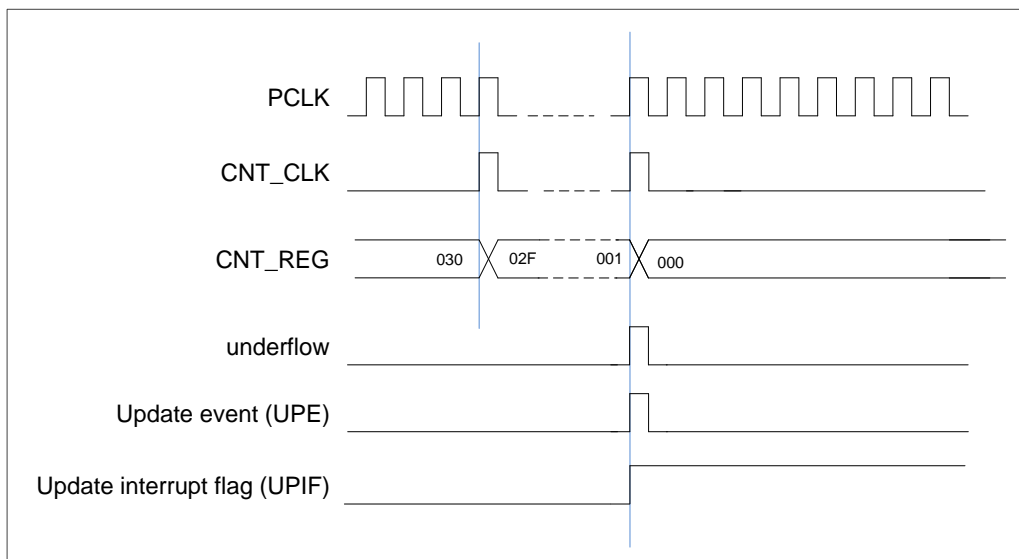 PCLK
CNT_CLK
CNT_REG 030 02F 001 000
underflow
Update event (UPE)
Update interrupt flag (UPIF)